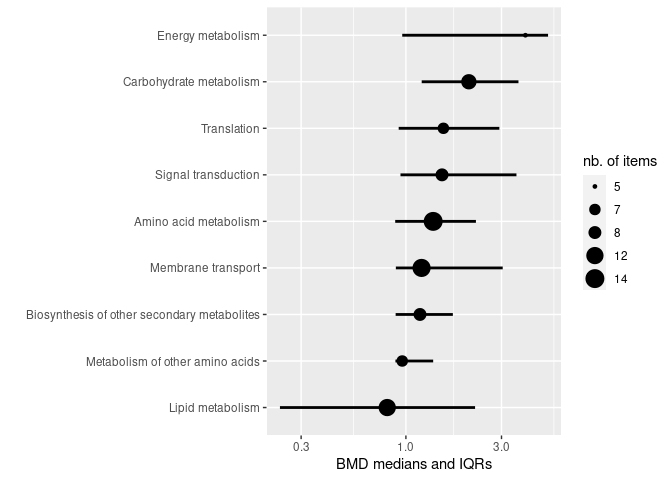 Energy metabolism
Carbohydrate metabolism
Translation
Signal transduction
Amino acid metabolism
Membrane transport
Biosynthesis of other secondary metabolites
Metabolism of other amino acids
Lipid metabolism
0.3 1.0 3.0
BMD medians and IQRs
nb. of items
5
7
8
12
14